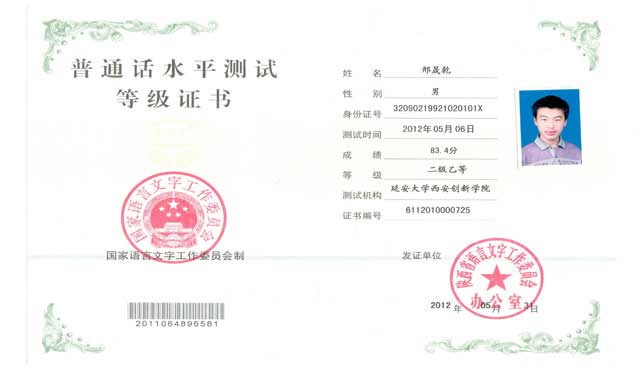 普通话水平测试
等级证书
国家语言文字工作委员会
国家语言文字工作委员会制
2011064896581
姓 名 邢晟乾
性 别 男
身份证号 32090219921020101X
测试时间 2012年05月06日
成 绩 83.4分
等 级 二级乙等
测试机构 延安大学西安创新学院
证书编号 6112010000725
发证单位
陕西省语言文字工作委员会
办公室
2012 年 05 月 31 日